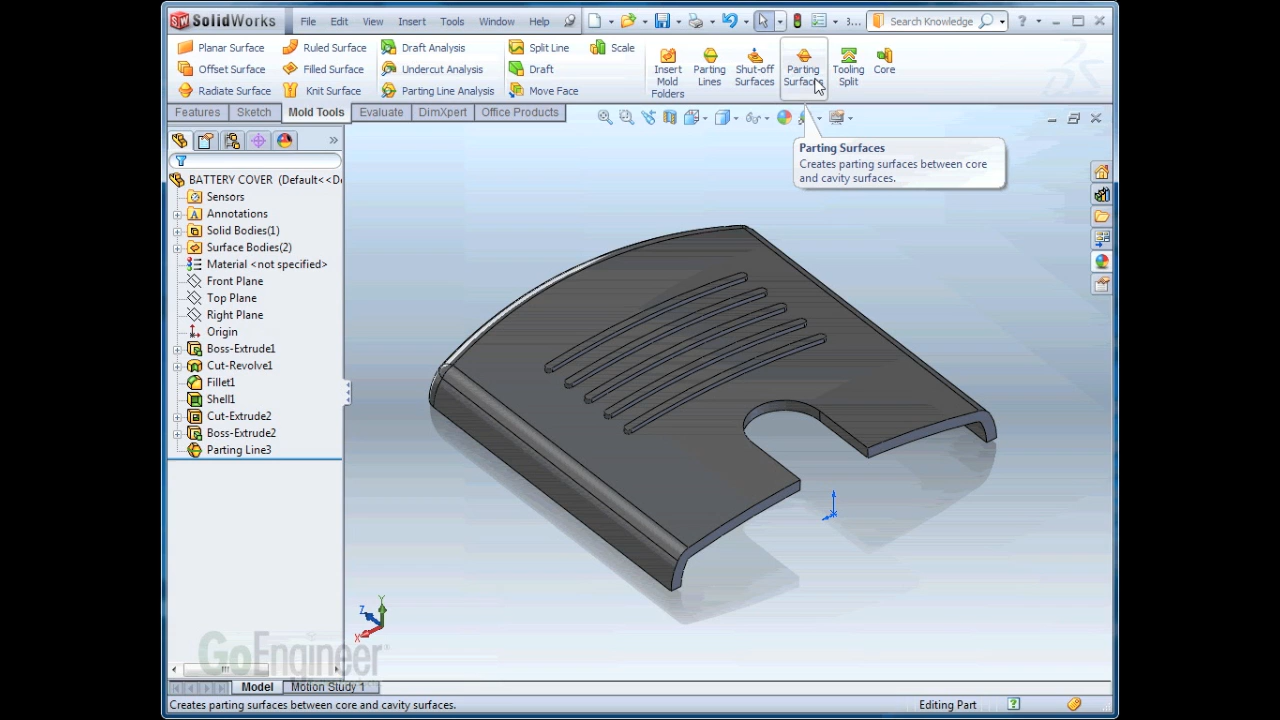 SolidWorks File Edit View Insert Tools Window Help 3... Search Knowledge
Planar Surface Ruled Surface Draft Analysis Split Line Scale
Offset Surface Filled Surface Undercut Analysis Draft
Radiate Surface Knit Surface Parting Line Analysis Move Face
Insert Mold Folders
Parting Lines
Shut-off Surfaces
Parting Surfaces
Tooling Split
Core
Features Sketch Mold Tools Evaluate DimXpert Office Products
Parting Surfaces
Creates parting surfaces between core
and cavity surfaces.
BATTERY COVER (Default<<De
Sensors
Annotations
Solid Bodies(1)
Surface Bodies(2)
Material <not specified>
Front Plane
Top Plane
Right Plane
Origin
Boss-Extrude1
Cut-Revolve1
Fillet1
Shell1
Cut-Extrude2
Boss-Extrude2
Parting Line3
Y
Z
X
GoEngineer
Model Motion Study 1
Creates parting surfaces between core and cavity surfaces. Editing Part